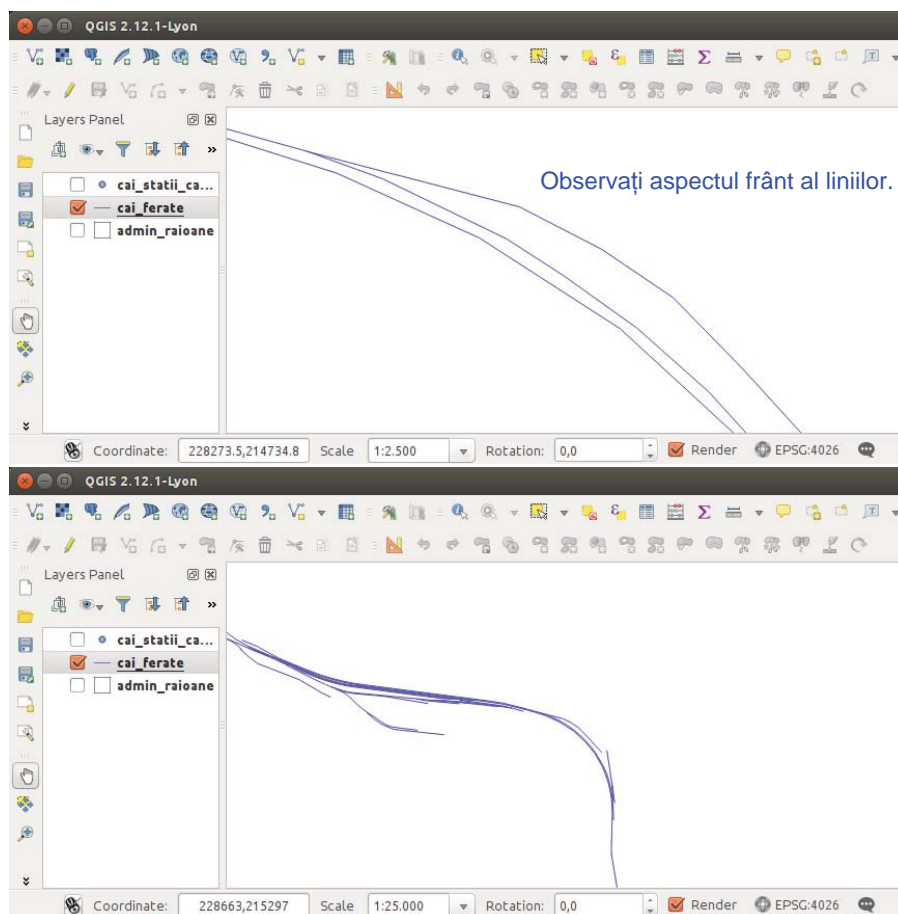 QGIS 2.12.1-Lyon
Layers Panel
Observați aspectul frânt al liniilor.
cai_statii_ca...
cai_ferate
admin_raioane
Coordinate: 228273.5,214734.8 Scale 1:2.500 Rotation: 0,0 Render EPSG:4026
QGIS 2.12.1-Lyon
Layers Panel
cai_statii_ca...
cai_ferate
admin_raioane
Coordinate: 228663,215297 Scale 1:25.000 Rotation: 0,0 Render EPSG:4026